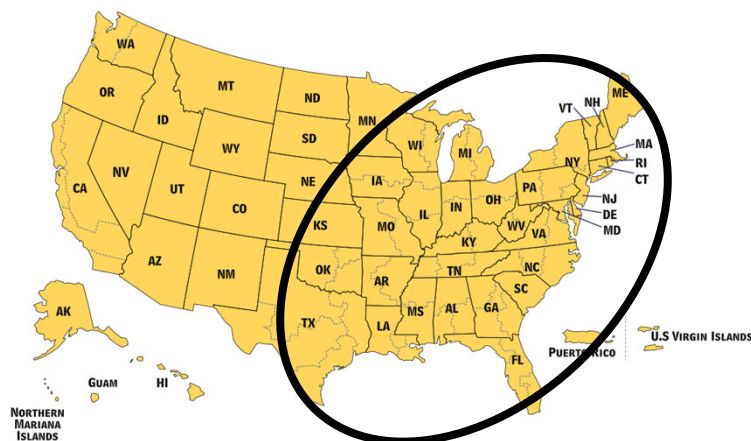 WA
MT
ND
MN
ME
VT
NH
OR
ID
SD
WI
MI
MA
WY
NY
RI
CT
NV
NE
IA
PA
CA
UT
IL
IN
OH
NJ
CO
KS
MO
WV
VA
DE
MD
KY
AZ
NM
OK
AR
TN
NC
SC
TX
LA
MS
AL
GA
AK
FL
PUERTO RICO
U.S VIRGIN ISLANDS
GUAM
HI
NORTHERN
MARIANA
ISLANDS